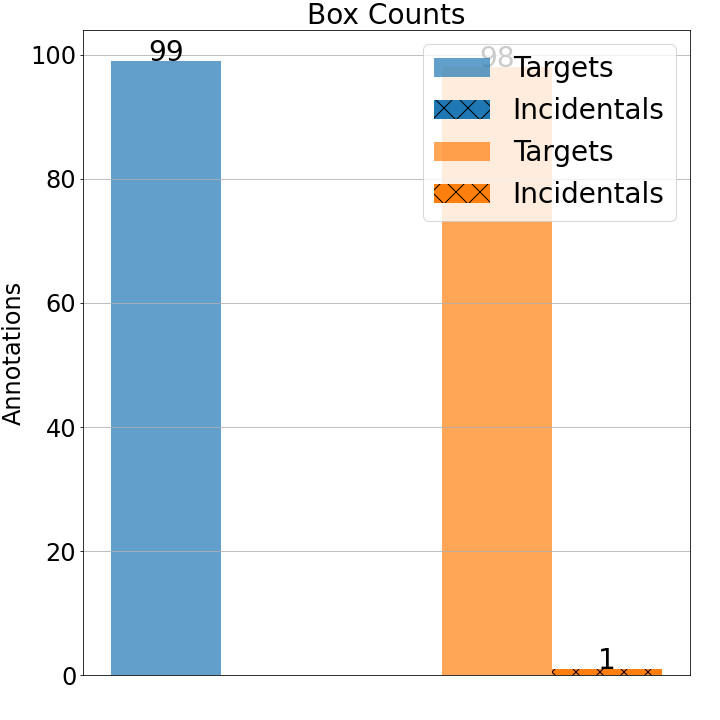 Box Counts
Annotations
100
80
60
40
20
0
99
98
1
Targets
Incidentals
Targets
Incidentals